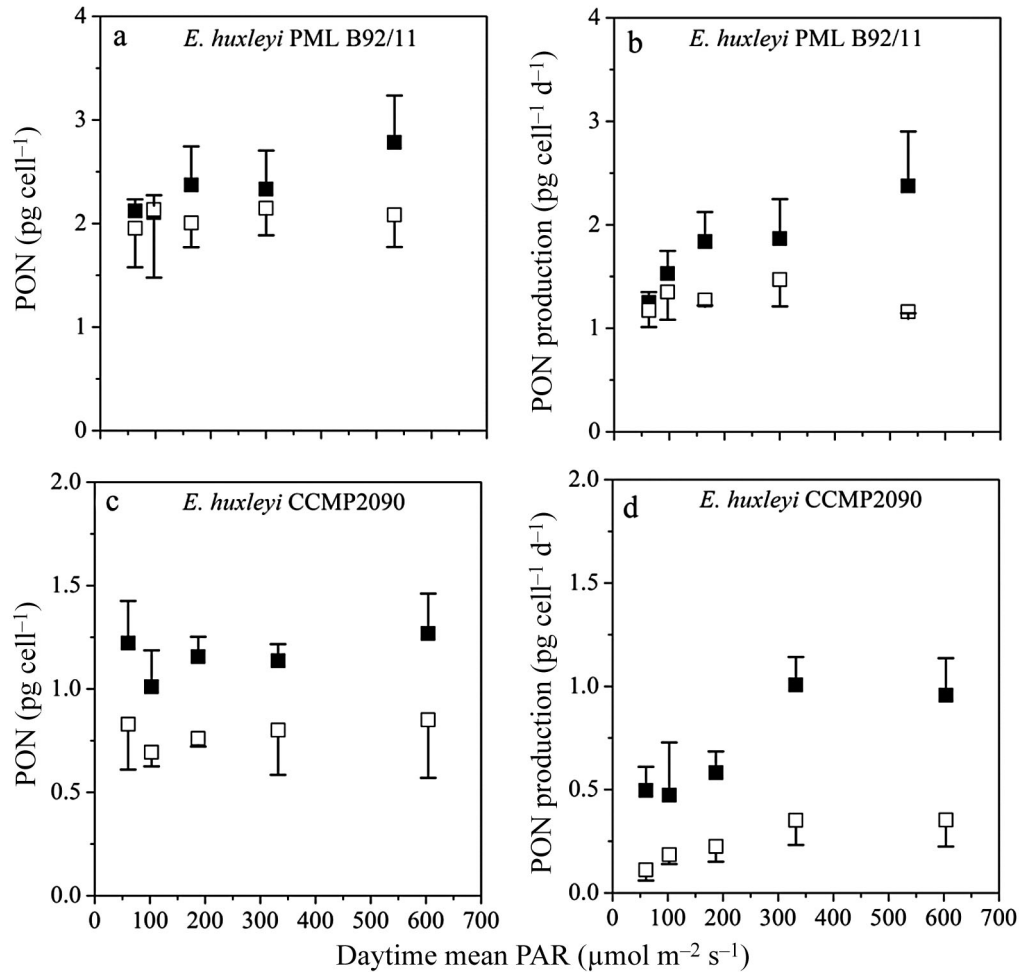 a
E. huxleyi PML B92/11
4
3
2
1
0
PON (pg cell⁻¹)
b
E. huxleyi PML B92/11
4
3
2
1
0
PON production (pg cell⁻¹ d⁻¹)
c
E. huxleyi CCMP2090
2.0
1.5
1.0
0.5
0.0
PON (pg cell⁻¹)
0 100 200 300 400 500 600 700
d
E. huxleyi CCMP2090
2.0
1.5
1.0
0.5
0.0
PON production (pg cell⁻¹ d⁻¹)
0 100 200 300 400 500 600 700
Daytime mean PAR (µmol m⁻² s⁻¹)